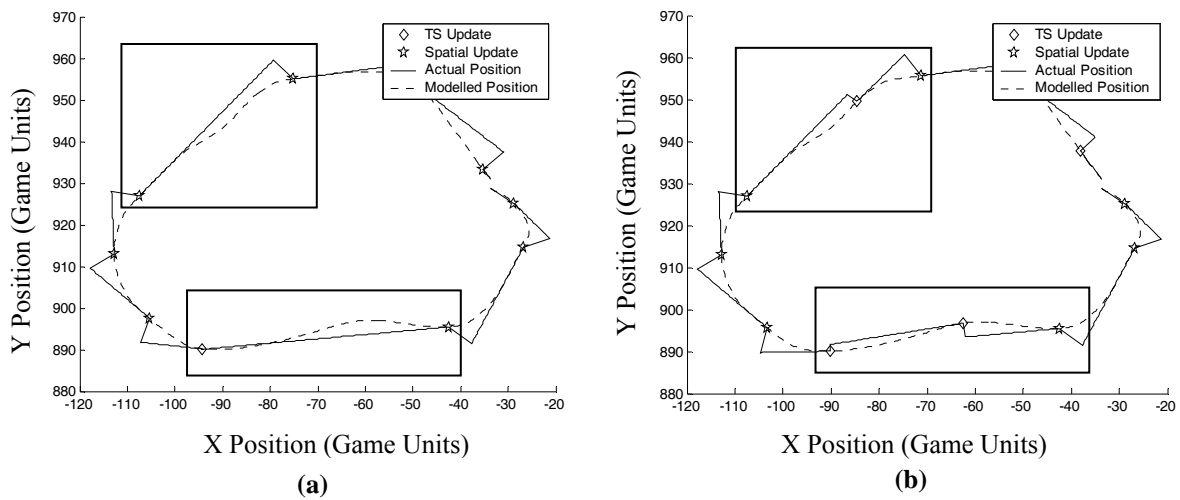 970
960
950
940
930
920
910
900
890
880
-120 -110 -100 -90 -80 -70 -60 -50 -40 -30 -20
Y Position (Game Units)
X Position (Game Units)
TS Update
Spatial Update
Actual Position
Modelled Position
(a)
970
960
950
940
930
920
910
900
890
880
-120 -110 -100 -90 -80 -70 -60 -50 -40 -30 -20
Y Position (Game Units)
X Position (Game Units)
TS Update
Spatial Update
Actual Position
Modelled Position
(b)